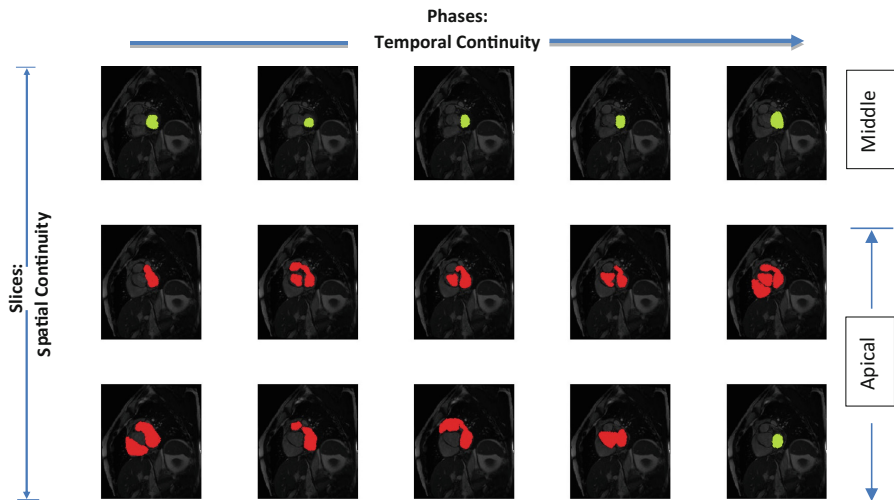 Phases:
Temporal Continuity
Slices:
Spatial Continuity
Middle
Apical